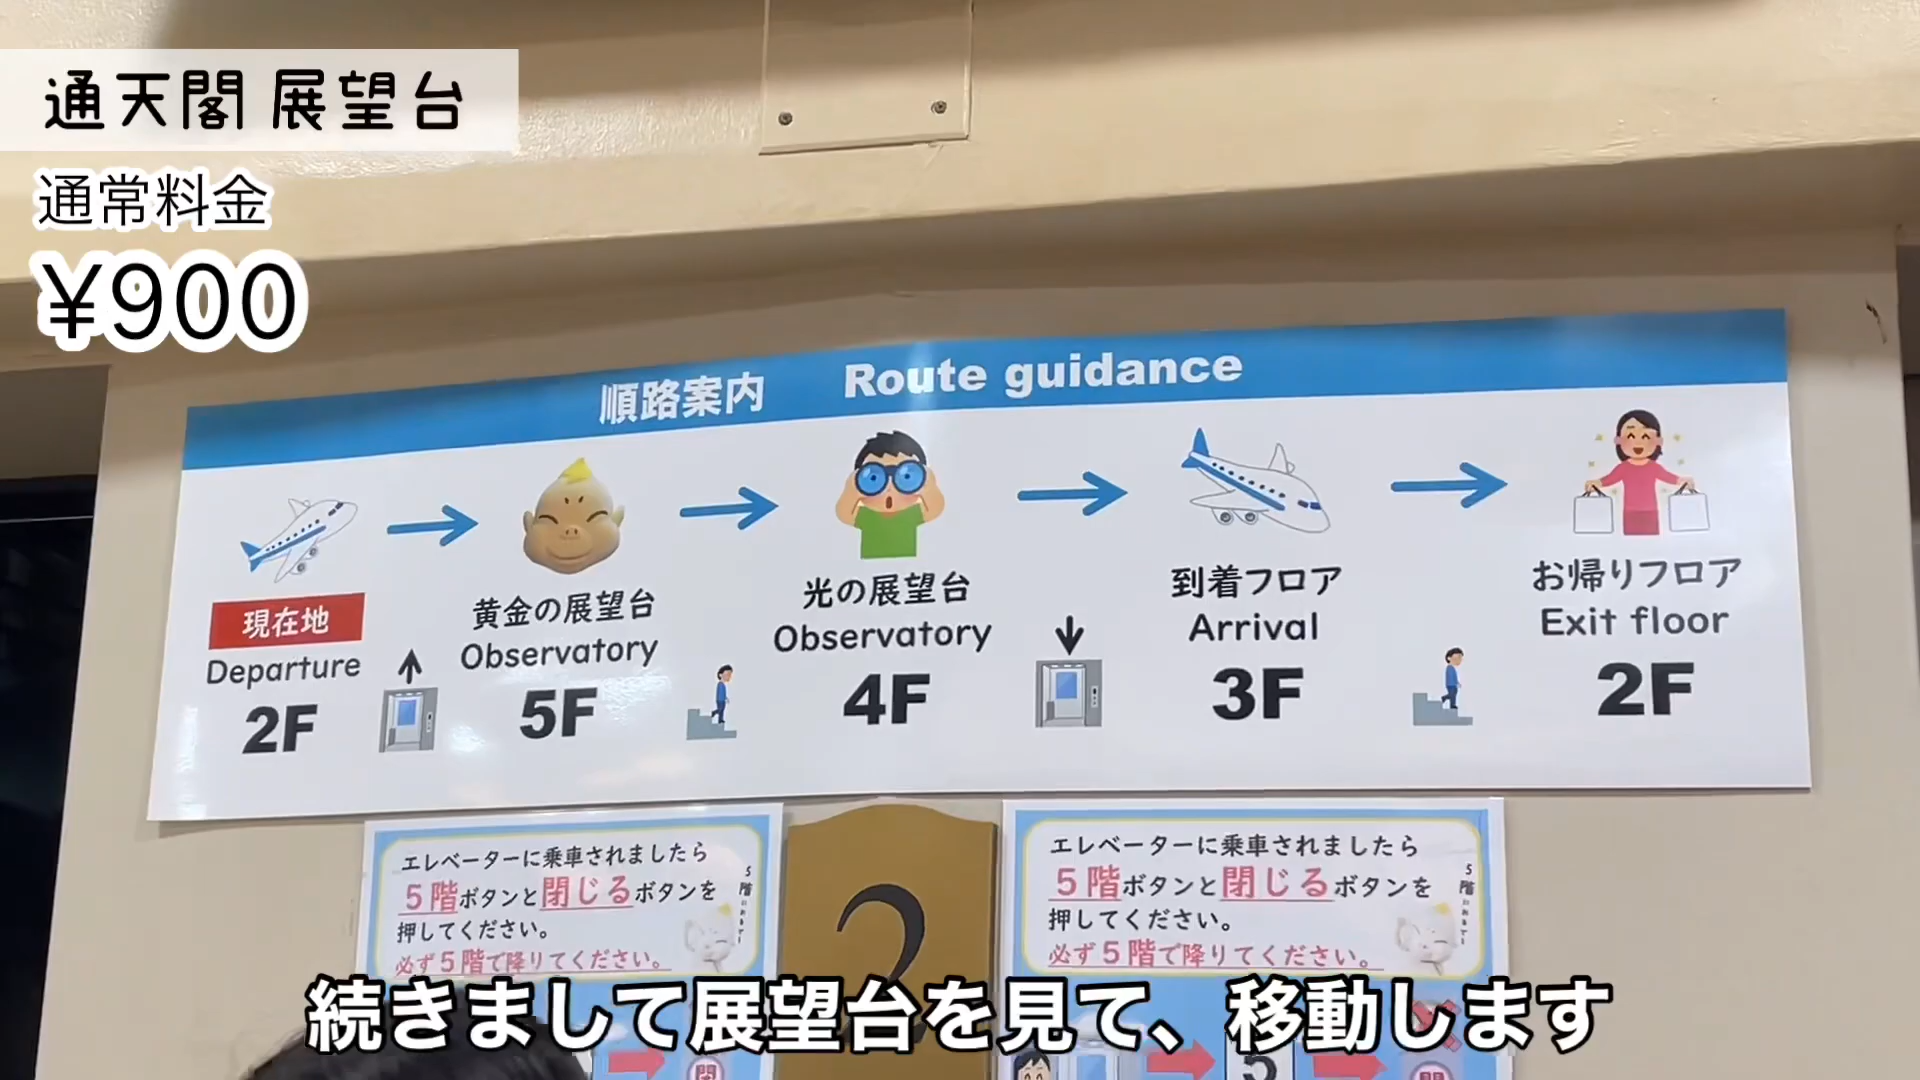 通天閣 展望台
通常料金
¥900
順路案内 Route guidance
現在地
Departure
2F
黄金の展望台
Observatory
5F
光の展望台
Observatory
4F
到着フロア
Arrival
3F
お帰りフロア
Exit floor
2F
エレベーターに乗車されましたら
5階ボタンと閉じるボタンを
押してください。
必ず5階で降りてください。
2
エレベーターに乗車されましたら
5階ボタンと閉じるボタンを
押してください。
必ず5階で降りてください。
続きまして展望台を見て、移動します